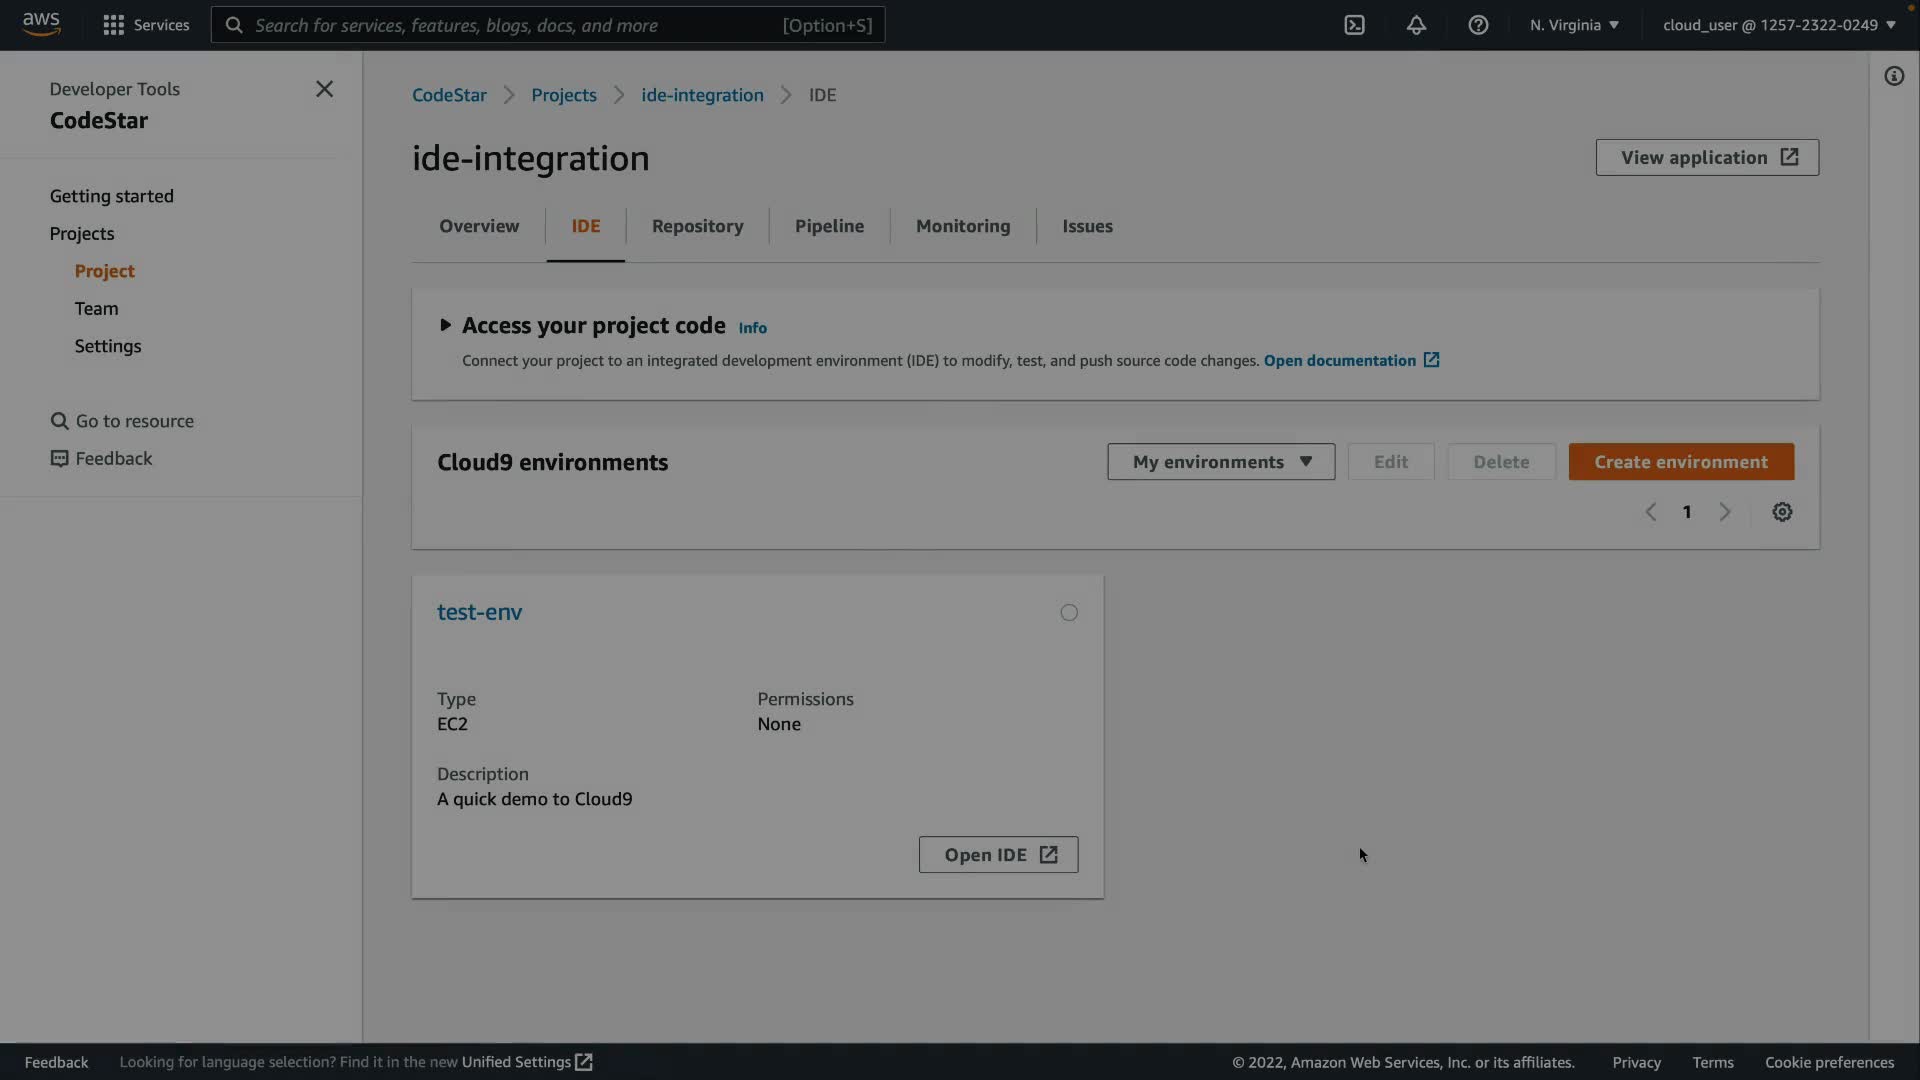 aws
Services
Search for services, features, blogs, docs, and more
[Option+S]
N. Virginia
cloud_user @ 1257-2322-0249
Developer Tools
CodeStar
Getting started
Projects
Project
Team
Settings
Go to resource
Feedback
CodeStar
Projects
ide-integration
IDE
ide-integration
View application
Overview
IDE
Repository
Pipeline
Monitoring
Issues
Access your project code Info
Connect your project to an integrated development environment (IDE) to modify, test, and push source code changes. Open documentation
Cloud9 environments
My environments
Edit
Delete
Create environment
1
test-env
Type
EC2
Permissions
None
Description
A quick demo to Cloud9
Open IDE
Feedback
Looking for language selection? Find it in the new Unified Settings
© 2022, Amazon Web Services, Inc. or its affiliates.
Privacy
Terms
Cookie preferences